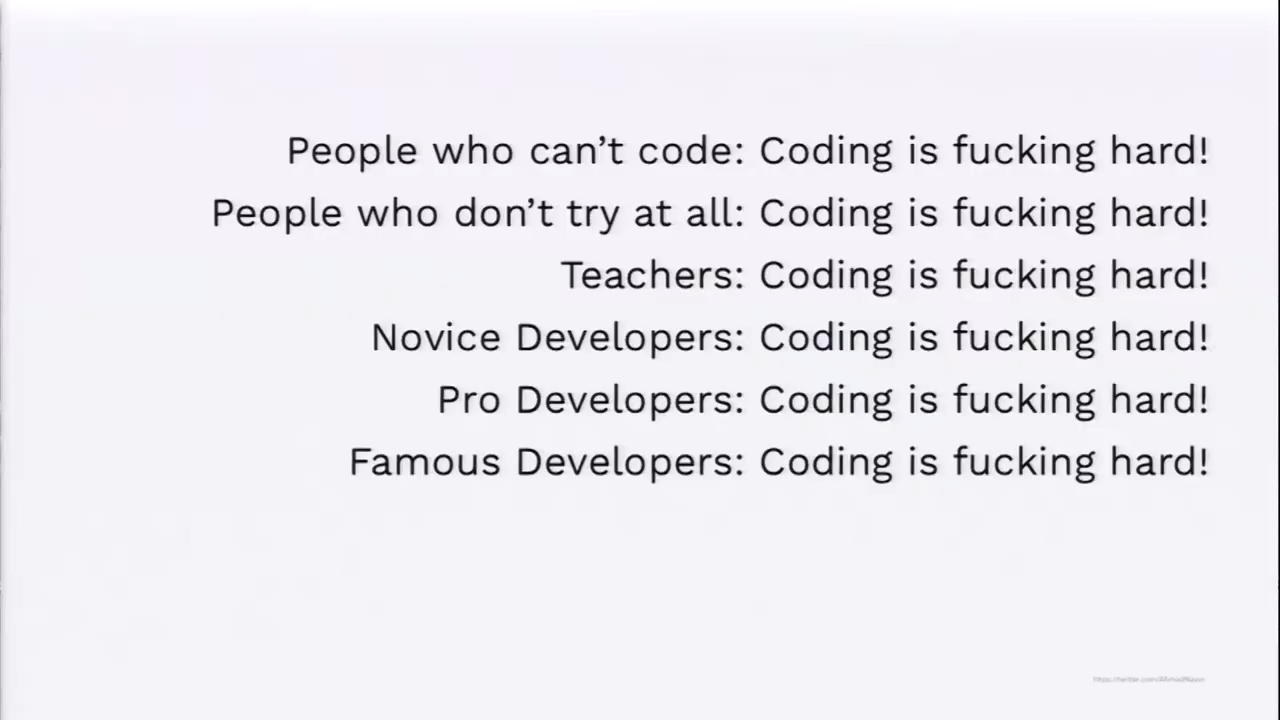 People who can’t code: Coding is fucking hard!
People who don’t try at all: Coding is fucking hard!
Teachers: Coding is fucking hard!
Novice Developers: Coding is fucking hard!
Pro Developers: Coding is fucking hard!
Famous Developers: Coding is fucking hard!